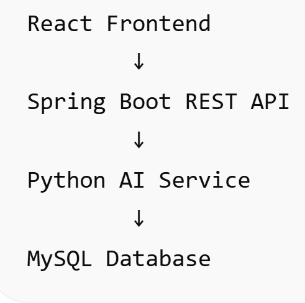 React Frontend
↓
Spring Boot REST API
↓
Python AI Service
↓
MySQL Database